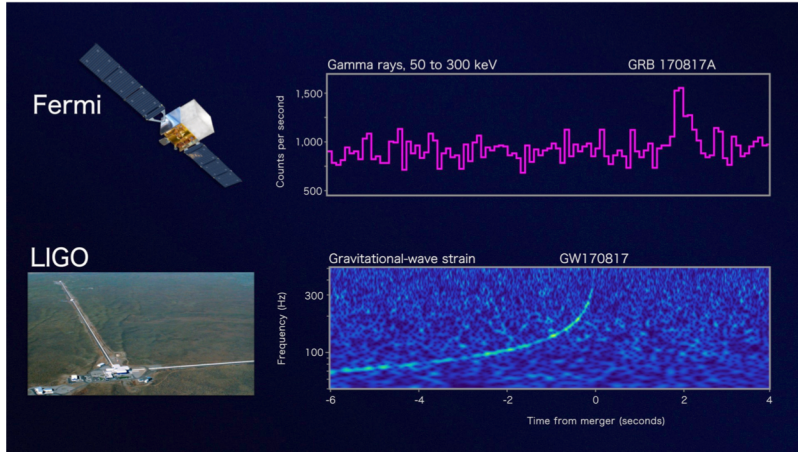 Fermi
Gamma rays, 50 to 300 keV
GRB 170817A
Counts per second
1,500
1,000
500
LIGO
Gravitational-wave strain
GW170817
Frequency (Hz)
300
100
-6 -4 -2 0 2 4
Time from merger (seconds)